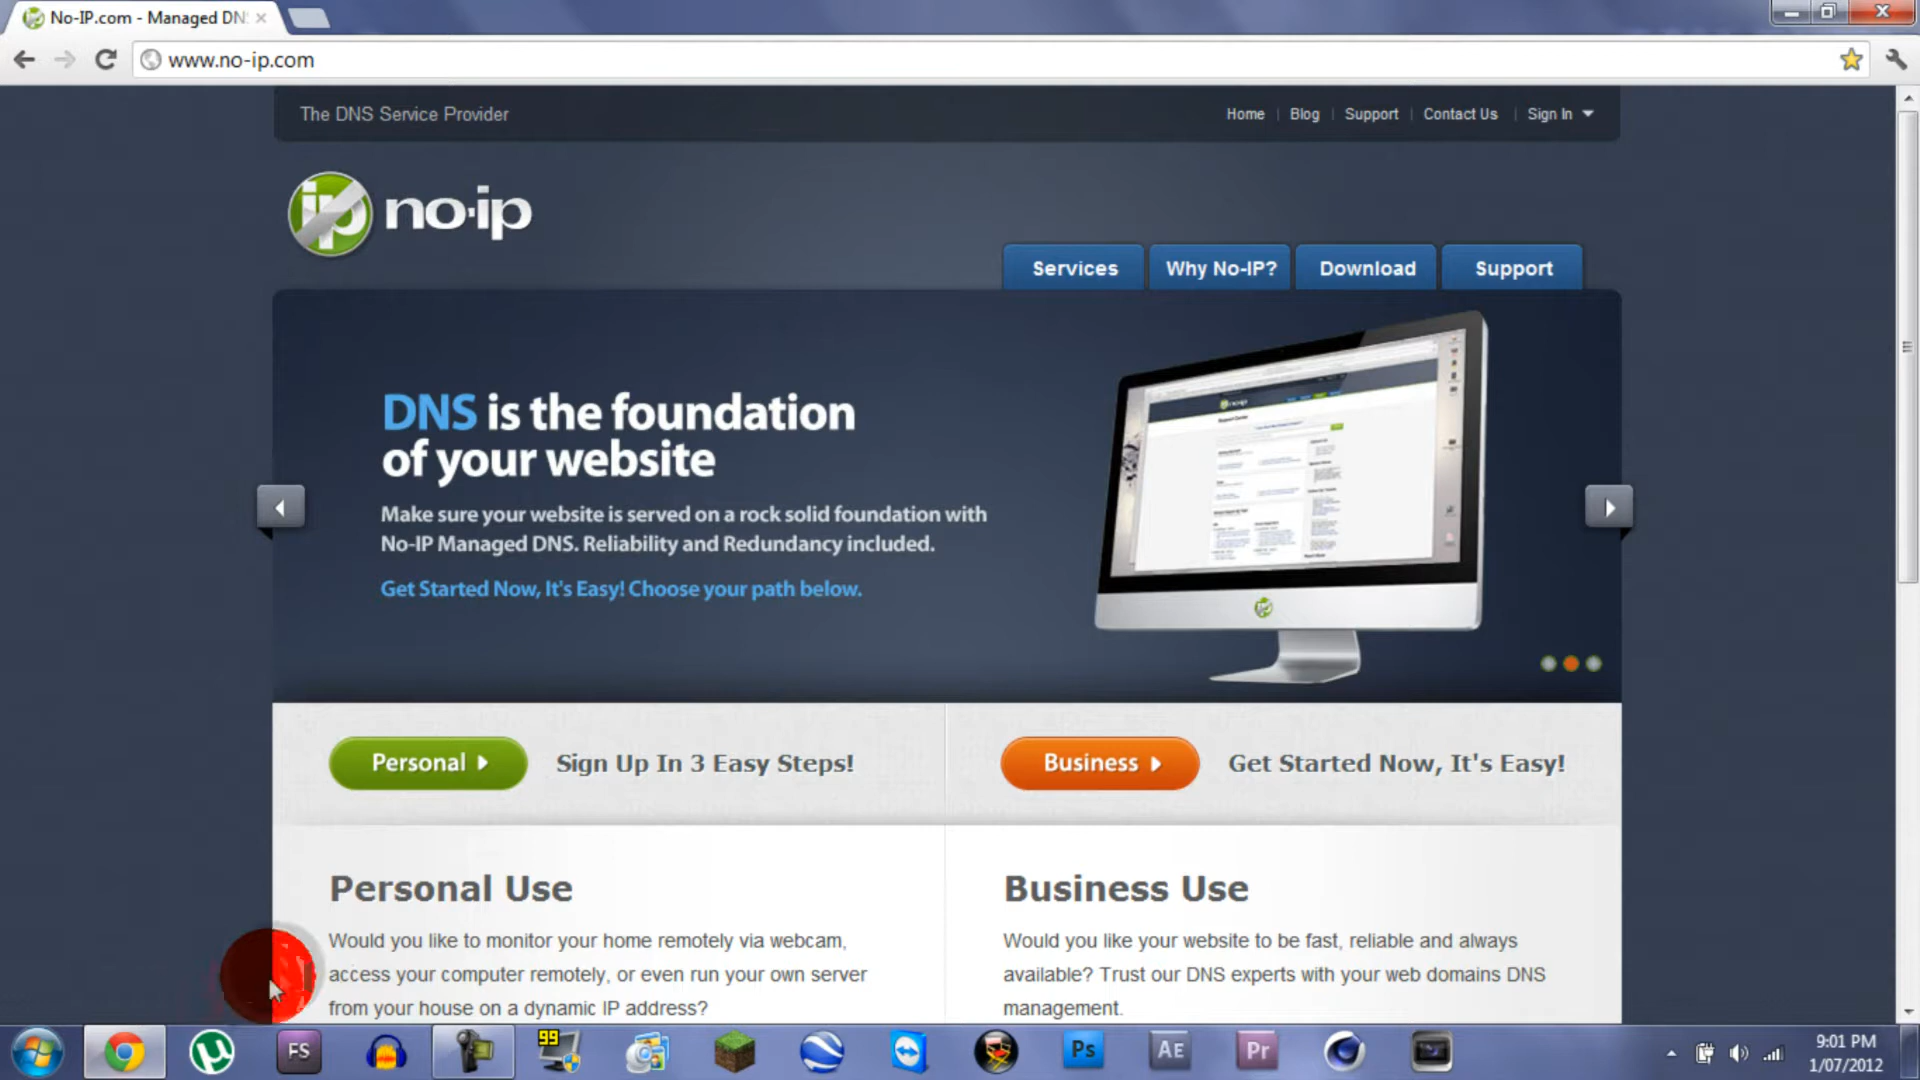 No-IP.com - Managed DN
www.no-ip.com
The DNS Service Provider
Home
Blog
Support
Contact Us
Sign In
ip no-ip
Services
Why No-IP?
Download
Support
DNS is the foundation
of your website
Make sure your website is served on a rock solid foundation with
No-IP Managed DNS. Reliability and Redundancy included.
Get Started Now, It's Easy! Choose your path below.
Personal
Sign Up In 3 Easy Steps!
Business
Get Started Now, It's Easy!
Personal Use
Would you like to monitor your home remotely via webcam,
access your computer remotely, or even run your own server
from your house on a dynamic IP address?
Business Use
Would you like your website to be fast, reliable and always
available? Trust our DNS experts with your web domains DNS
management.
FS
99
Ps
AE
Pr
9:01 PM
1/07/2012